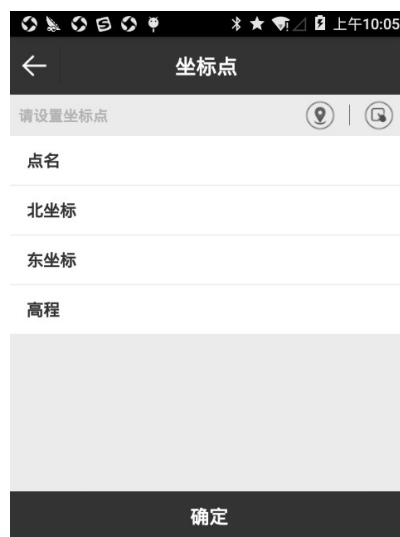 上午10:05
坐标点
请设置坐标点
点名
北坐标
东坐标
高程
确定